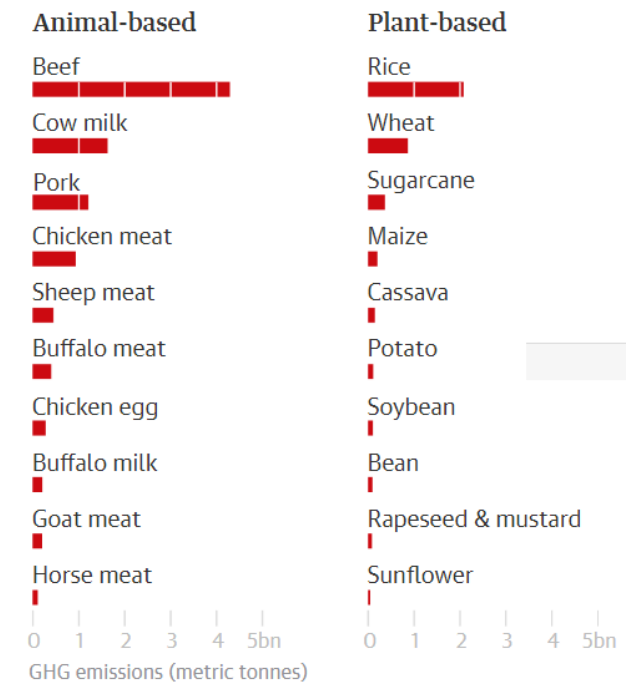 Animal-based
Beef
Cow milk
Pork
Chicken meat
Sheep meat
Buffalo meat
Chicken egg
Buffalo milk
Goat meat
Horse meat
0 1 2 3 4 5bn
GHG emissions (metric tonnes)
Plant-based
Rice
Wheat
Sugarcane
Maize
Cassava
Potato
Soybean
Bean
Rapeseed & mustard
Sunflower
0 1 2 3 4 5bn